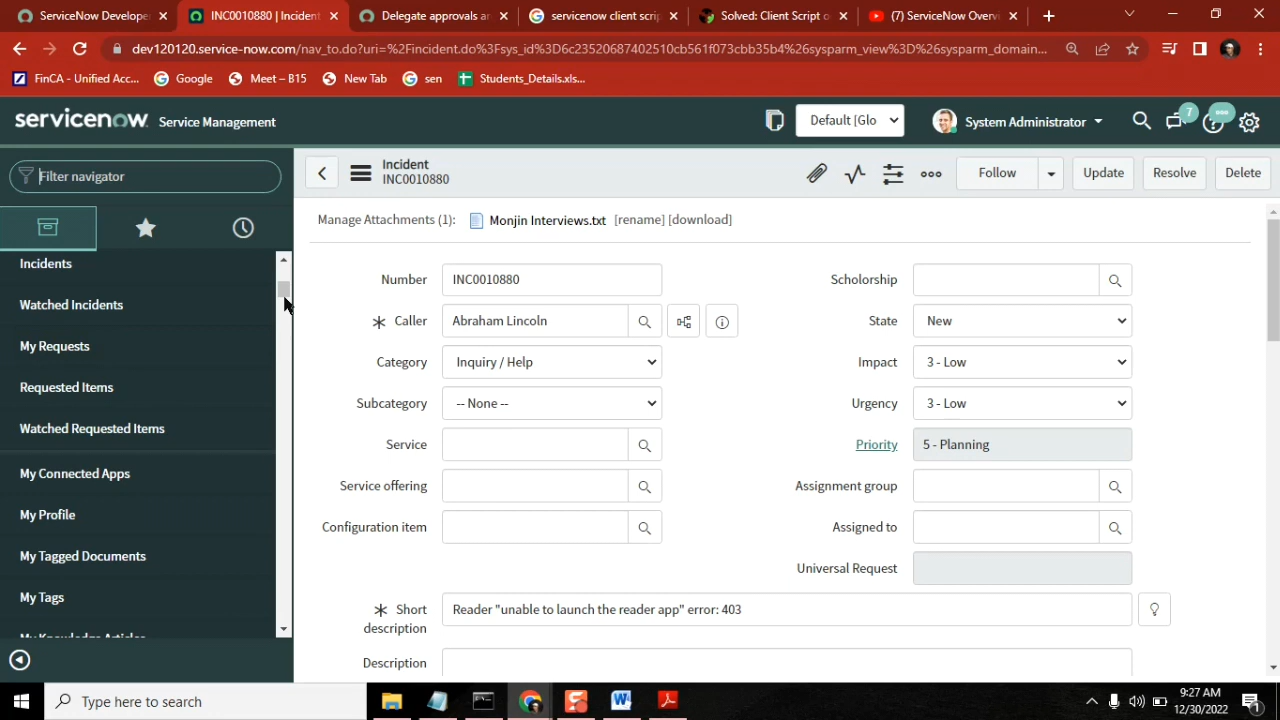 ServiceNow Develope
INC0010880 | Incident
Delegate approvals a
servicenow client scrip
Solved: Client Script o
(7) ServiceNow Overvi
dev120120.service-now.com/nav_to.do?uri=%2Fincident.do%3Fsys_id%3D6c23520687402510cb561f073cbb35b4%26sysparm_view%3D%26sysparm_domain...
FinCA - Unified Acc...
Google
Meet – B15
New Tab
sen
Students_Details.xls...
servicenow Service Management
Default [Glo
System Administrator
7
Filter navigator
Incident
INC0010880
Follow
Update
Resolve
Delete
Manage Attachments (1): Monjin Interviews.txt [rename] [download]
Incidents
Watched Incidents
My Requests
Requested Items
Watched Requested Items
My Connected Apps
My Profile
My Tagged Documents
My Tags
My Knowledge Articles
Number INC0010880
Caller Abraham Lincoln
Category Inquiry / Help
Subcategory -- None --
Service
Service offering
Configuration item
Scholorship
State New
Impact 3 - Low
Urgency 3 - Low
Priority 5 - Planning
Assignment group
Assigned to
Universal Request
Short description Reader "unable to launch the reader app" error: 403
Description
Type here to search
9:27 AM
12/30/2022
1